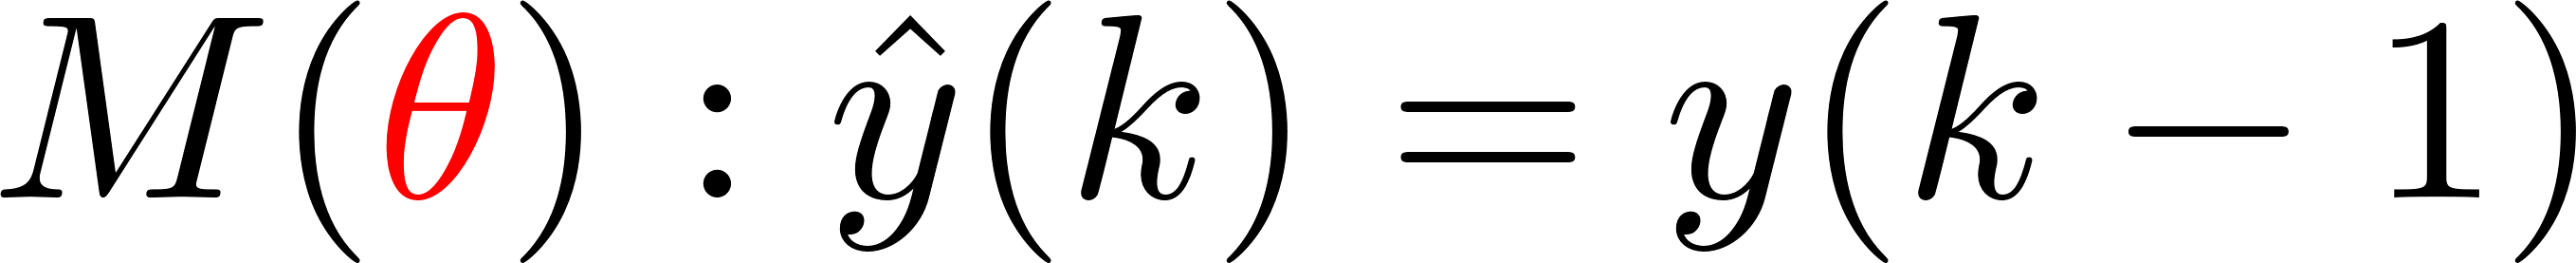 M(θ) : ŷ(k) = y(k − 1)